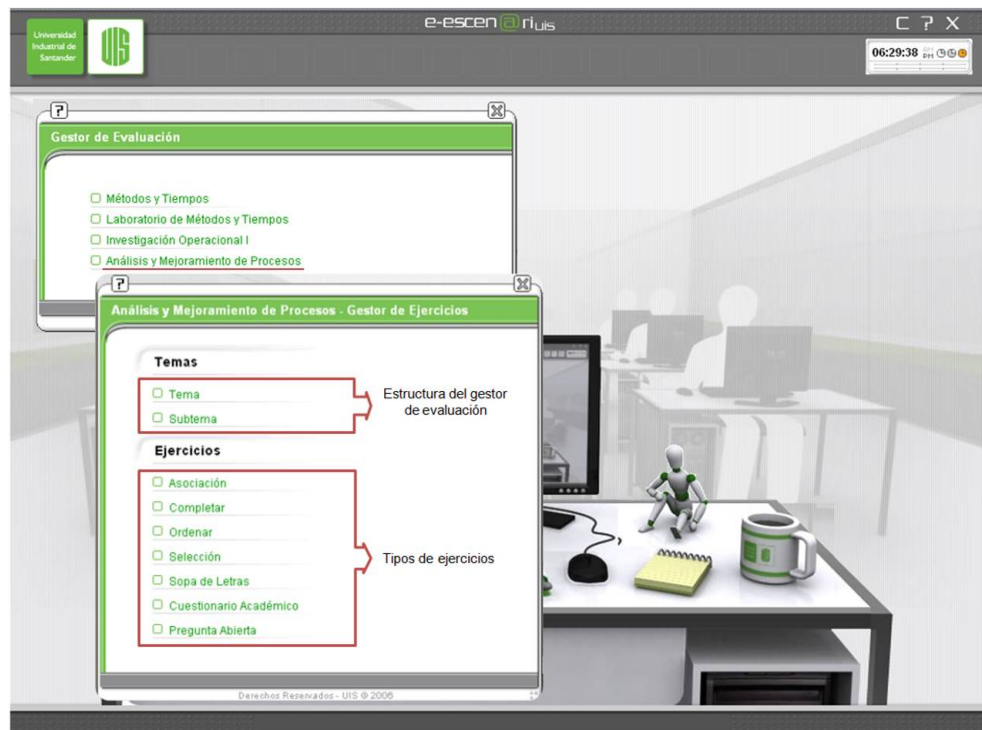 e-escen@riuis
C ? X
Universidad
Industrial de
Santander
UIS
06:29:38 AM
PM
?
Gestor de Evaluación
Métodos y Tiempos
Laboratorio de Métodos y Tiempos
Investigación Operacional I
Análisis y Mejoramiento de Procesos
?
Análisis y Mejoramiento de Procesos - Gestor de Ejercicios
Temas
Tema
Subtema
Estructura del gestor
de evaluación
Ejercicios
Asociación
Completar
Ordenar
Selección
Sopa de Letras
Cuestionario Académico
Pregunta Abierta
Tipos de ejercicios
Derechos Reservados - UIS @ 2006